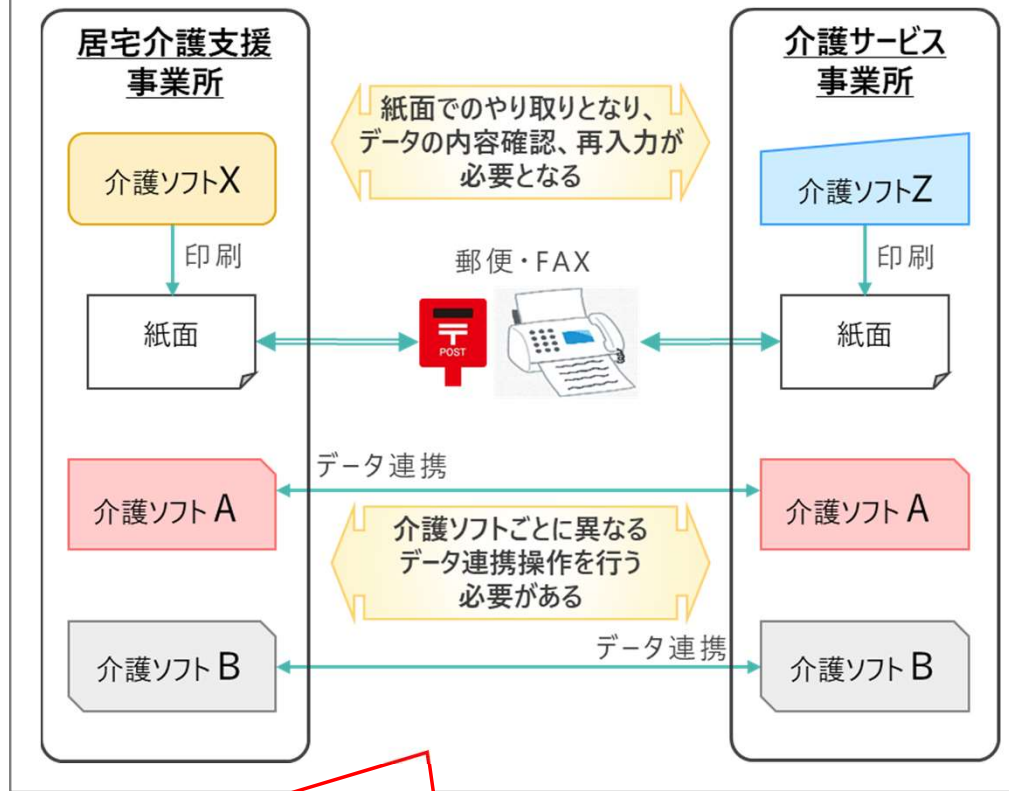 居宅介護支援
事業所
介護サービス
事業所
紙面でのやり取りとなり、
データの内容確認、再入力が
必要となる
介護ソフトX
介護ソフトZ
印刷
郵便・FAX
印刷
紙面
〒
POST
紙面
データ連携
介護ソフト A
介護ソフト A
介護ソフトごとに異なる
データ連携操作を行う
必要がある
データ連携
介護ソフト B
介護ソフト B